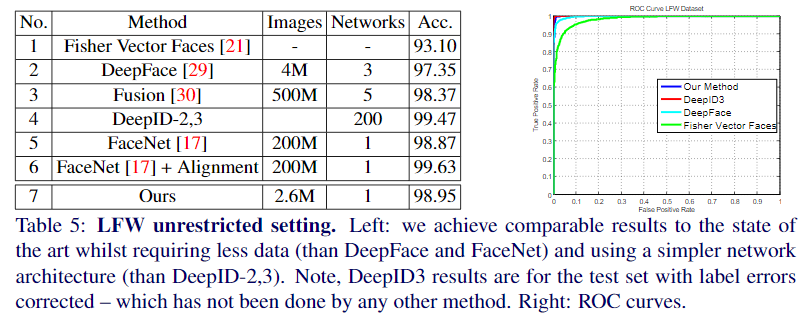 No. Method Images Networks Acc.
1 Fisher Vector Faces [21] - - 93.10
2 DeepFace [29] 4M 3 97.35
3 Fusion [30] 500M 5 98.37
4 DeepID-2,3 200 99.47
5 FaceNet [17] 200M 1 98.87
6 FaceNet [17] + Alignment 200M 1 99.63
7 Ours 2.6M 1 98.95
ROC Curve LFW Dataset
True Positive Rate
1
0.9
0.8
0.7
0.6
0.5
0.4
0.3
0.2
0.1
0
Our Method
DeepID3
DeepFace
Fisher Vector Faces
0 0.1 0.2 0.3 0.4 0.5 0.6 0.7 0.8 0.9 1
False Positive Rate
Table 5: LFW unrestricted setting. Left: we achieve comparable results to the state of
the art whilst requiring less data (than DeepFace and FaceNet) and using a simpler network
architecture (than DeepID-2,3). Note, DeepID3 results are for the test set with label errors
corrected – which has not been done by any other method. Right: ROC curves.